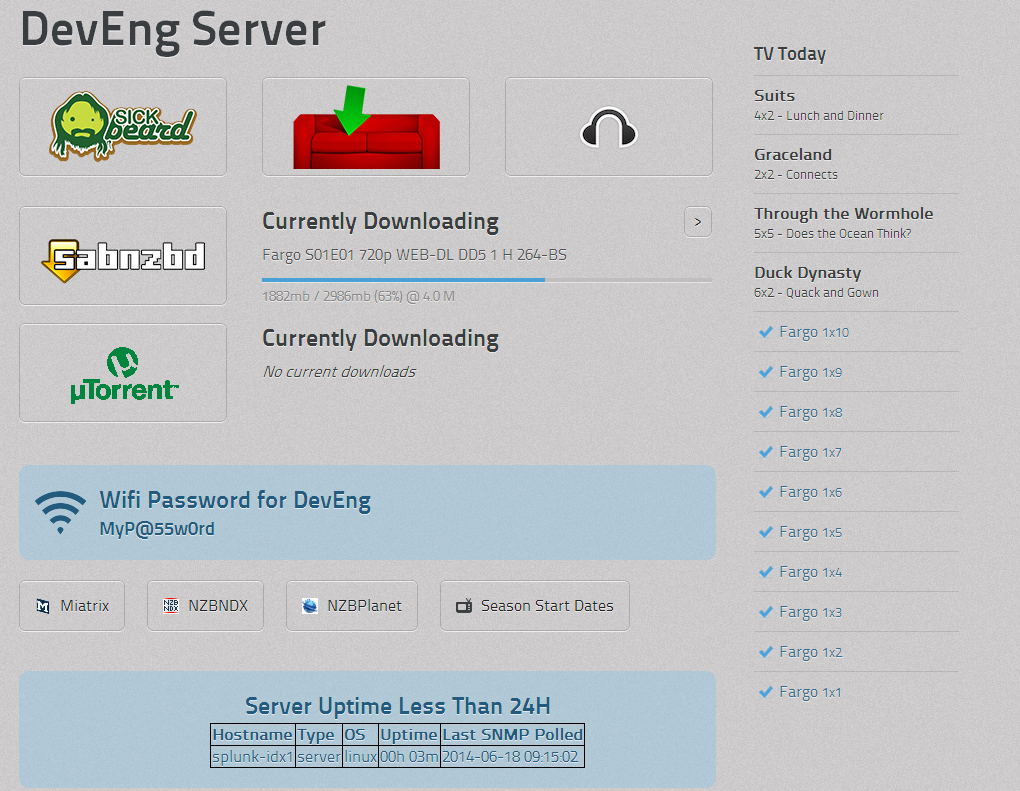 DevEng Server
SICK
beard
sabnzbd
Currently Downloading
>
Fargo S01E01 720p WEB-DL DD5 1 H 264-BS
1882mb / 2986mb (63%) @ 4.0 M
µTorrent™
Currently Downloading
No current downloads
Wifi Password for DevEng
MyP@55w0rd
Miatrix
NZB NDX NZBNDX
NZBPlanet
Season Start Dates
Server Uptime Less Than 24H
Hostname Type OS Uptime Last SNMP Polled
splunk-idx1 server linux 00h 03m 2014-06-18 09:15:02
TV Today
Suits
4x2 - Lunch and Dinner
Graceland
2x2 - Connects
Through the Wormhole
5x5 - Does the Ocean Think?
Duck Dynasty
6x2 - Quack and Gown
Fargo 1x10
Fargo 1x9
Fargo 1x8
Fargo 1x7
Fargo 1x6
Fargo 1x5
Fargo 1x4
Fargo 1x3
Fargo 1x2
Fargo 1x1